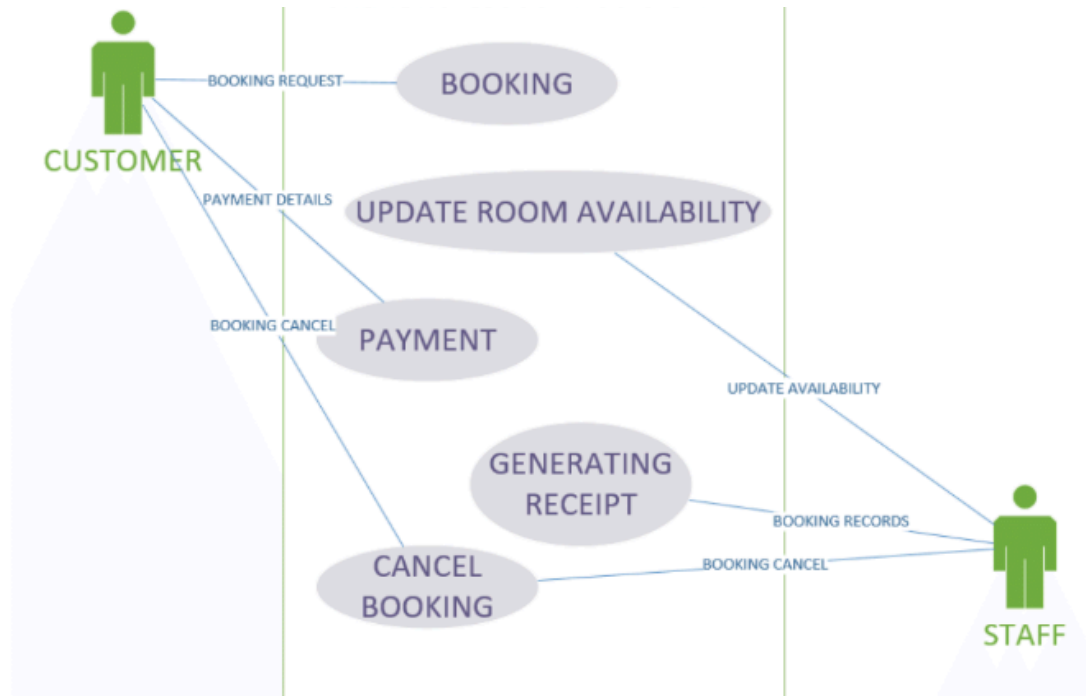 BOOKING REQUEST
BOOKING
CUSTOMER
PAYMENT DETAILS
UPDATE ROOM AVAILABILITY
BOOKING CANCEL
PAYMENT
UPDATE AVAILABILITY
GENERATING
RECEIPT
BOOKING RECORDS
CANCEL
BOOKING
BOOKING CANCEL
STAFF